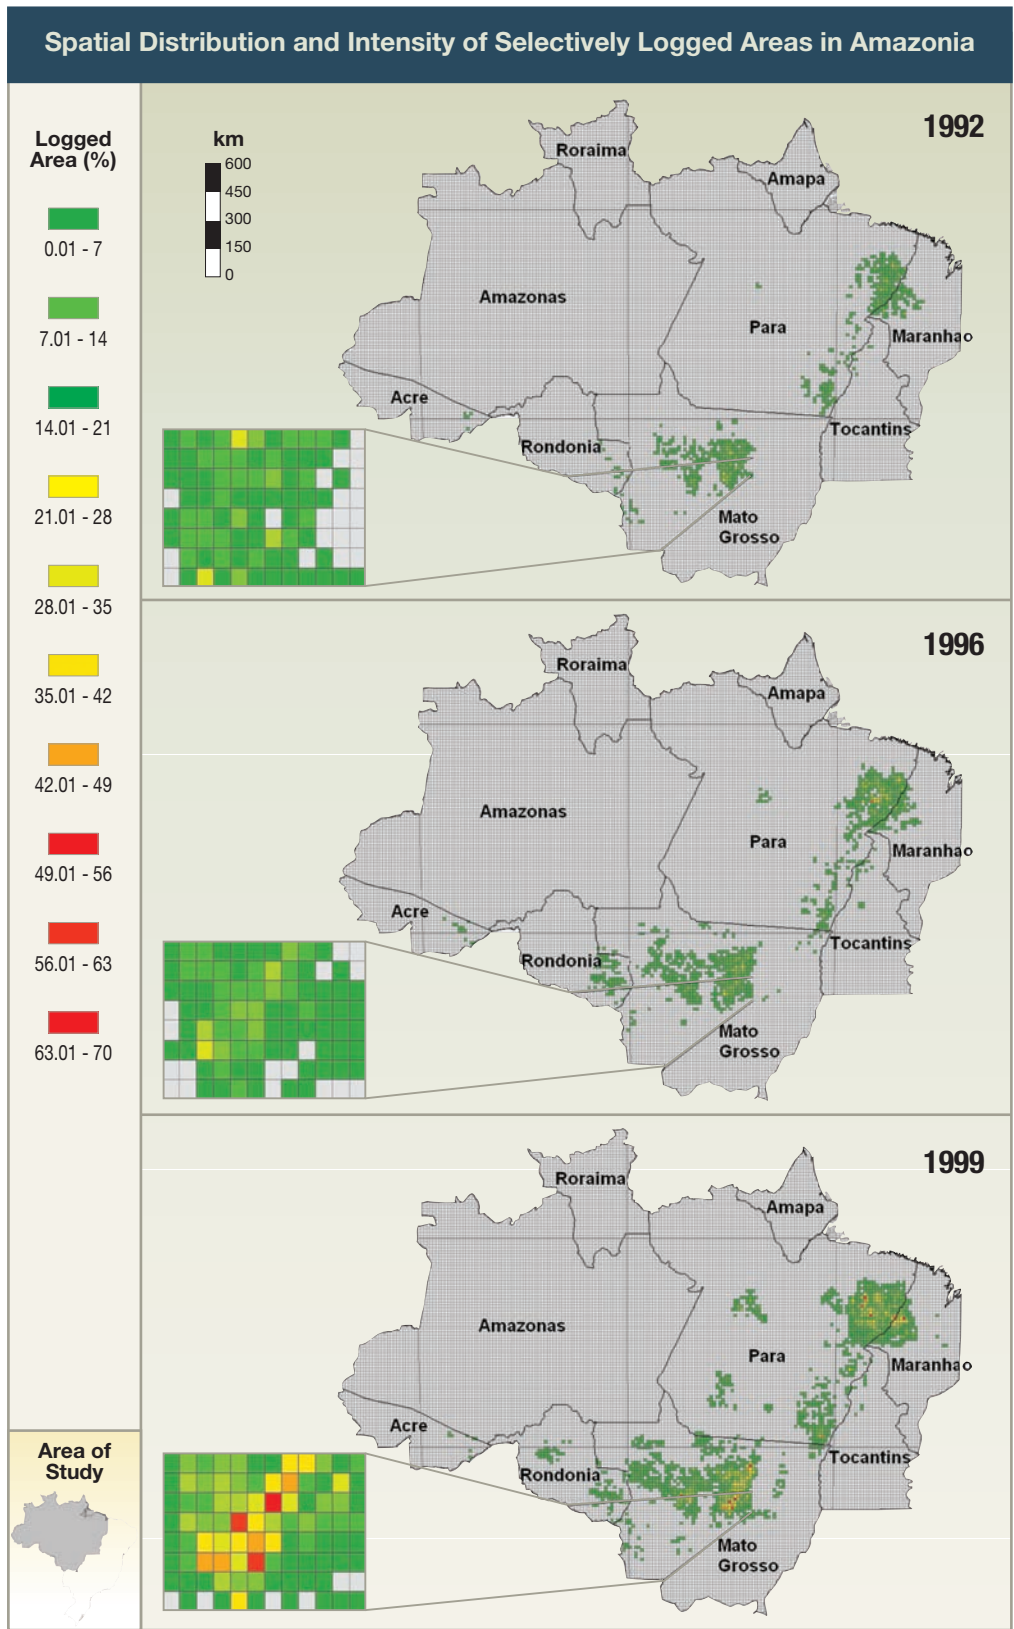 Spatial Distribution and Intensity of Selectively Logged Areas in Amazonia
Logged
Area (%)
0.01 - 7
7.01 - 14
14.01 - 21
21.01 - 28
28.01 - 35
35.01 - 42
42.01 - 49
49.01 - 56
56.01 - 63
63.01 - 70
Area of
Study
km
600
450
300
150
0
1992
Roraima
Amapa
Amazonas
Para
Maranhao
Acre
Tocantins
Rondonia
Mato
Grosso
1996
Roraima
Amapa
Amazonas
Para
Maranhao
Acre
Tocantins
Rondonia
Mato
Grosso
1999
Roraima
Amapa
Amazonas
Para
Maranhao
Acre
Tocantins
Rondonia
Mato
Grosso